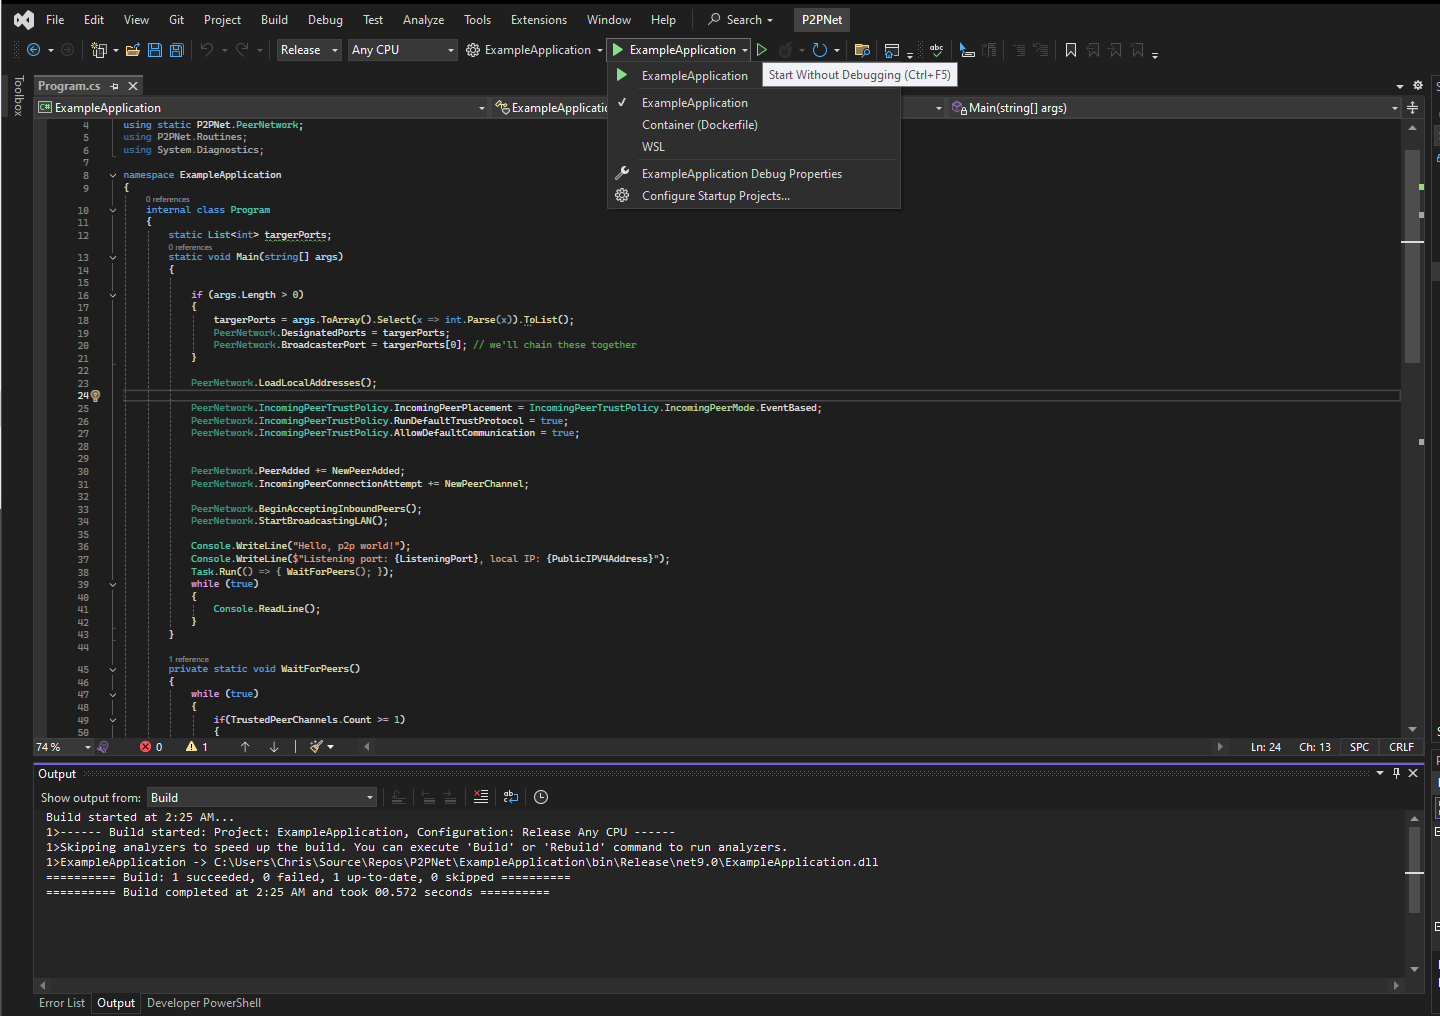 File Edit View Git Project Build Debug Test Analyze Tools Extensions Window Help Search P2PNet
Release Any CPU ExampleApplication ExampleApplication
ExampleApplication
Start Without Debugging (Ctrl+F5)
ExampleApplication
Container (Dockerfile)
WSL
ExampleApplication Debug Properties
Configure Startup Projects...
Toolbox
Program.cs
C# ExampleApplication ExampleApplicatio Main(string[] args)
4 using static P2PNet.PeerNetwork;
5 using P2PNet.Routines;
6 using System.Diagnostics;
7
8 namespace ExampleApplication
9 {
0 references
10 internal class Program
11 {
12 static List<int> targerPorts;
0 references
13 static void Main(string[] args)
14 {
15
16 if (args.Length > 0)
17 {
18 targerPorts = args.ToArray().Select(x => int.Parse(x)).ToList();
19 PeerNetwork.DesignatedPorts = targerPorts;
20 PeerNetwork.BroadcasterPort = targerPorts[0]; // we'll chain these together
21 }
22
23 PeerNetwork.LoadLocalAddresses();
24
25 PeerNetwork.IncomingPeerTrustPolicy.IncomingPeerPlacement = IncomingPeerTrustPolicy.IncomingPeerMode.EventBased;
26 PeerNetwork.IncomingPeerTrustPolicy.RunDefaultTrustProtocol = true;
27 PeerNetwork.IncomingPeerTrustPolicy.AllowDefaultCommunication = true;
28
29
30 PeerNetwork.PeerAdded += NewPeerAdded;
31 PeerNetwork.IncomingPeerConnectionAttempt += NewPeerChannel;
32
33 PeerNetwork.BeginAcceptingInboundPeers();
34 PeerNetwork.StartBroadcastingLAN();
35
36 Console.WriteLine("Hello, p2p world!");
37 Console.WriteLine($"Listening port: {ListeningPort}, local IP: {PublicIPV4Address}");
38 Task.Run(() => { WaitForPeers(); });
39 while (true)
40 {
41 Console.ReadLine();
42 }
43 }
44
1 reference
45 private static void WaitForPeers()
46 {
47 while (true)
48 {
49 if(TrustedPeerChannels.Count >= 1)
50 {
74 % 0 1 Ln: 24 Ch: 13 SPC CRLF
Output
Show output from: Build
Build started at 2:25 AM...
1>------ Build started: Project: ExampleApplication, Configuration: Release Any CPU ------
1>Skipping analyzers to speed up the build. You can execute 'Build' or 'Rebuild' command to run analyzers.
1>ExampleApplication -> C:\Users\Chris\Source\Repos\P2PNet\ExampleApplication\bin\Release\net9.0\ExampleApplication.dll
========== Build: 1 succeeded, 0 failed, 1 up-to-date, 0 skipped ==========
========== Build completed at 2:25 AM and took 00.572 seconds ==========
Error List Output Developer PowerShell